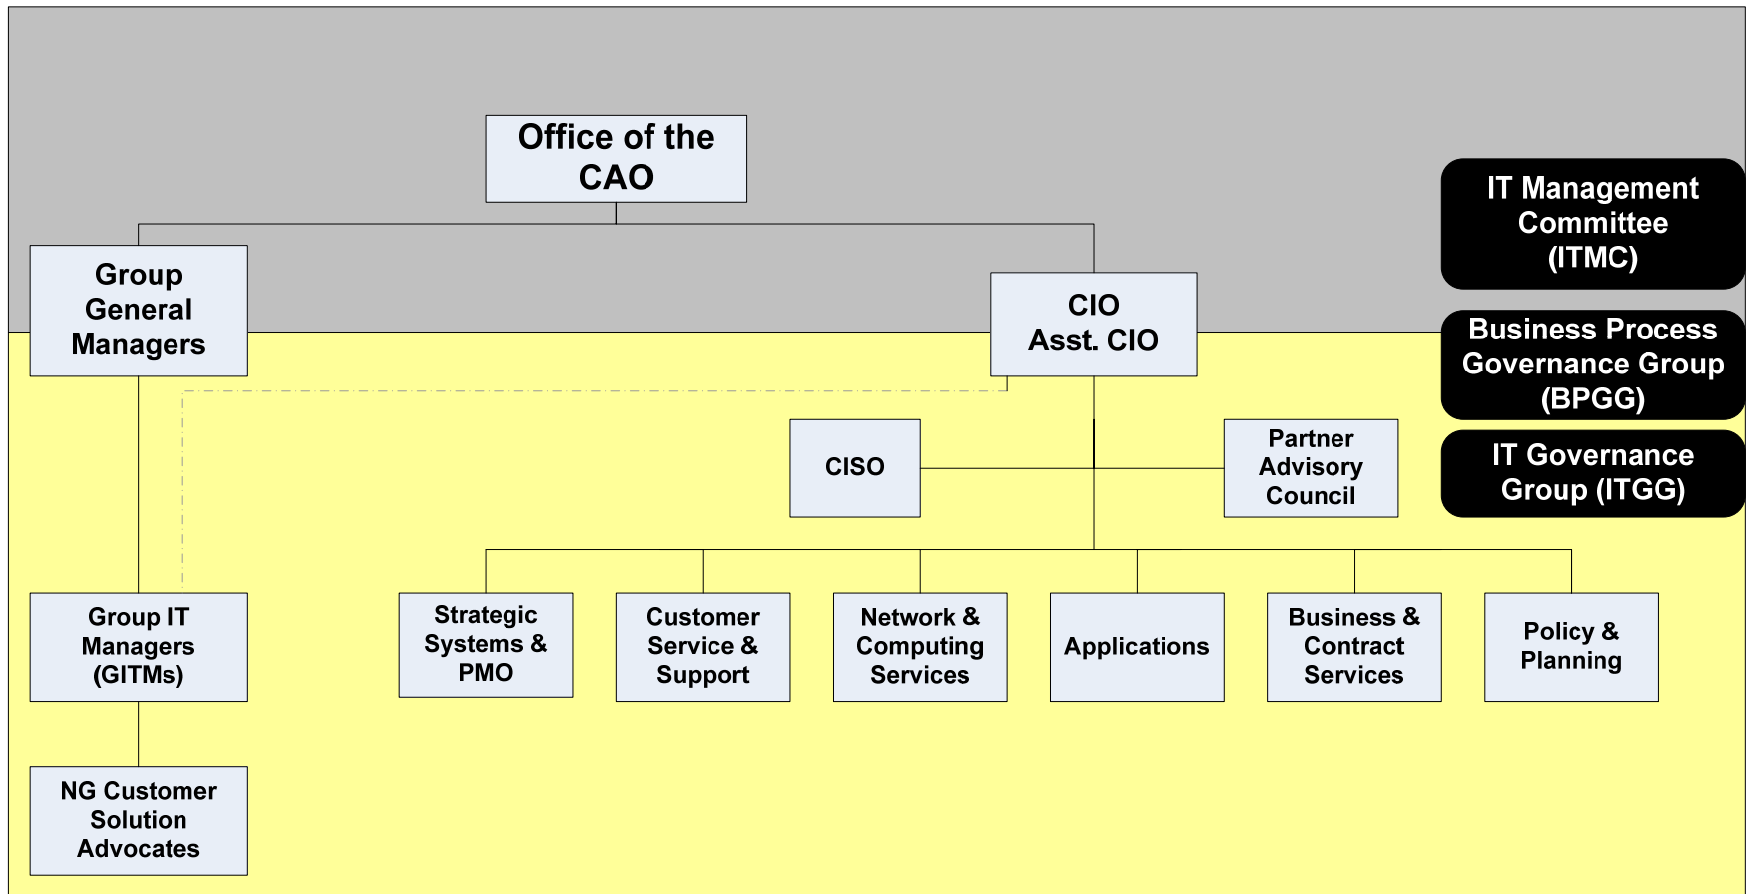 Office of the
CAO
IT Management
Committee
(ITMC)
Group
General
Managers
CIO
Asst. CIO
Business Process
Governance Group
(BPGG)
CISO
Partner
Advisory
Council
IT Governance
Group (ITGG)
Group IT
Managers
(GITMs)
Strategic
Systems &
PMO
Customer
Service &
Support
Network &
Computing
Services
Applications
Business &
Contract
Services
Policy &
Planning
NG Customer
Solution
Advocates